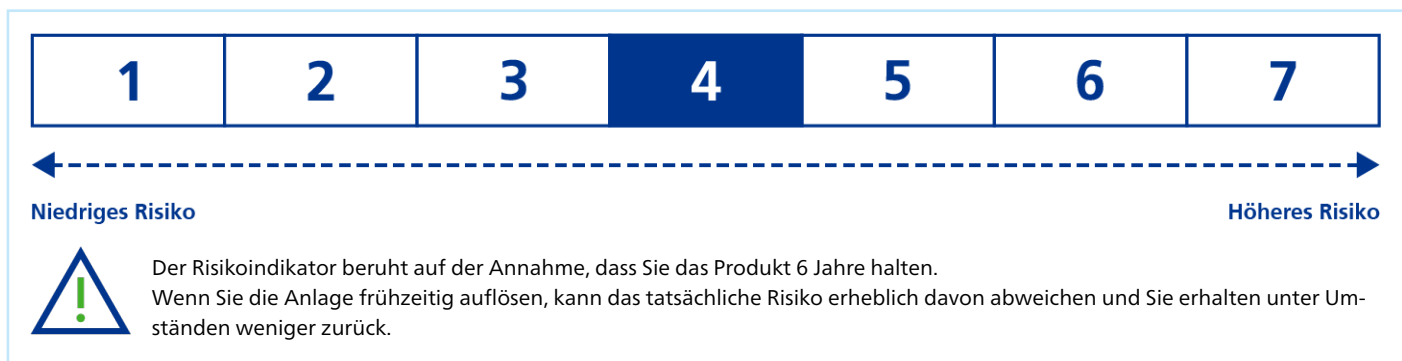 1 2 3 4 5 6 7
Niedriges Risiko Höheres Risiko
Der Risikoindikator beruht auf der Annahme, dass Sie das Produkt 6 Jahre halten.
Wenn Sie die Anlage frühzeitig auflösen, kann das tatsächliche Risiko erheblich davon abweichen und Sie erhalten unter Um-
ständen weniger zurück.